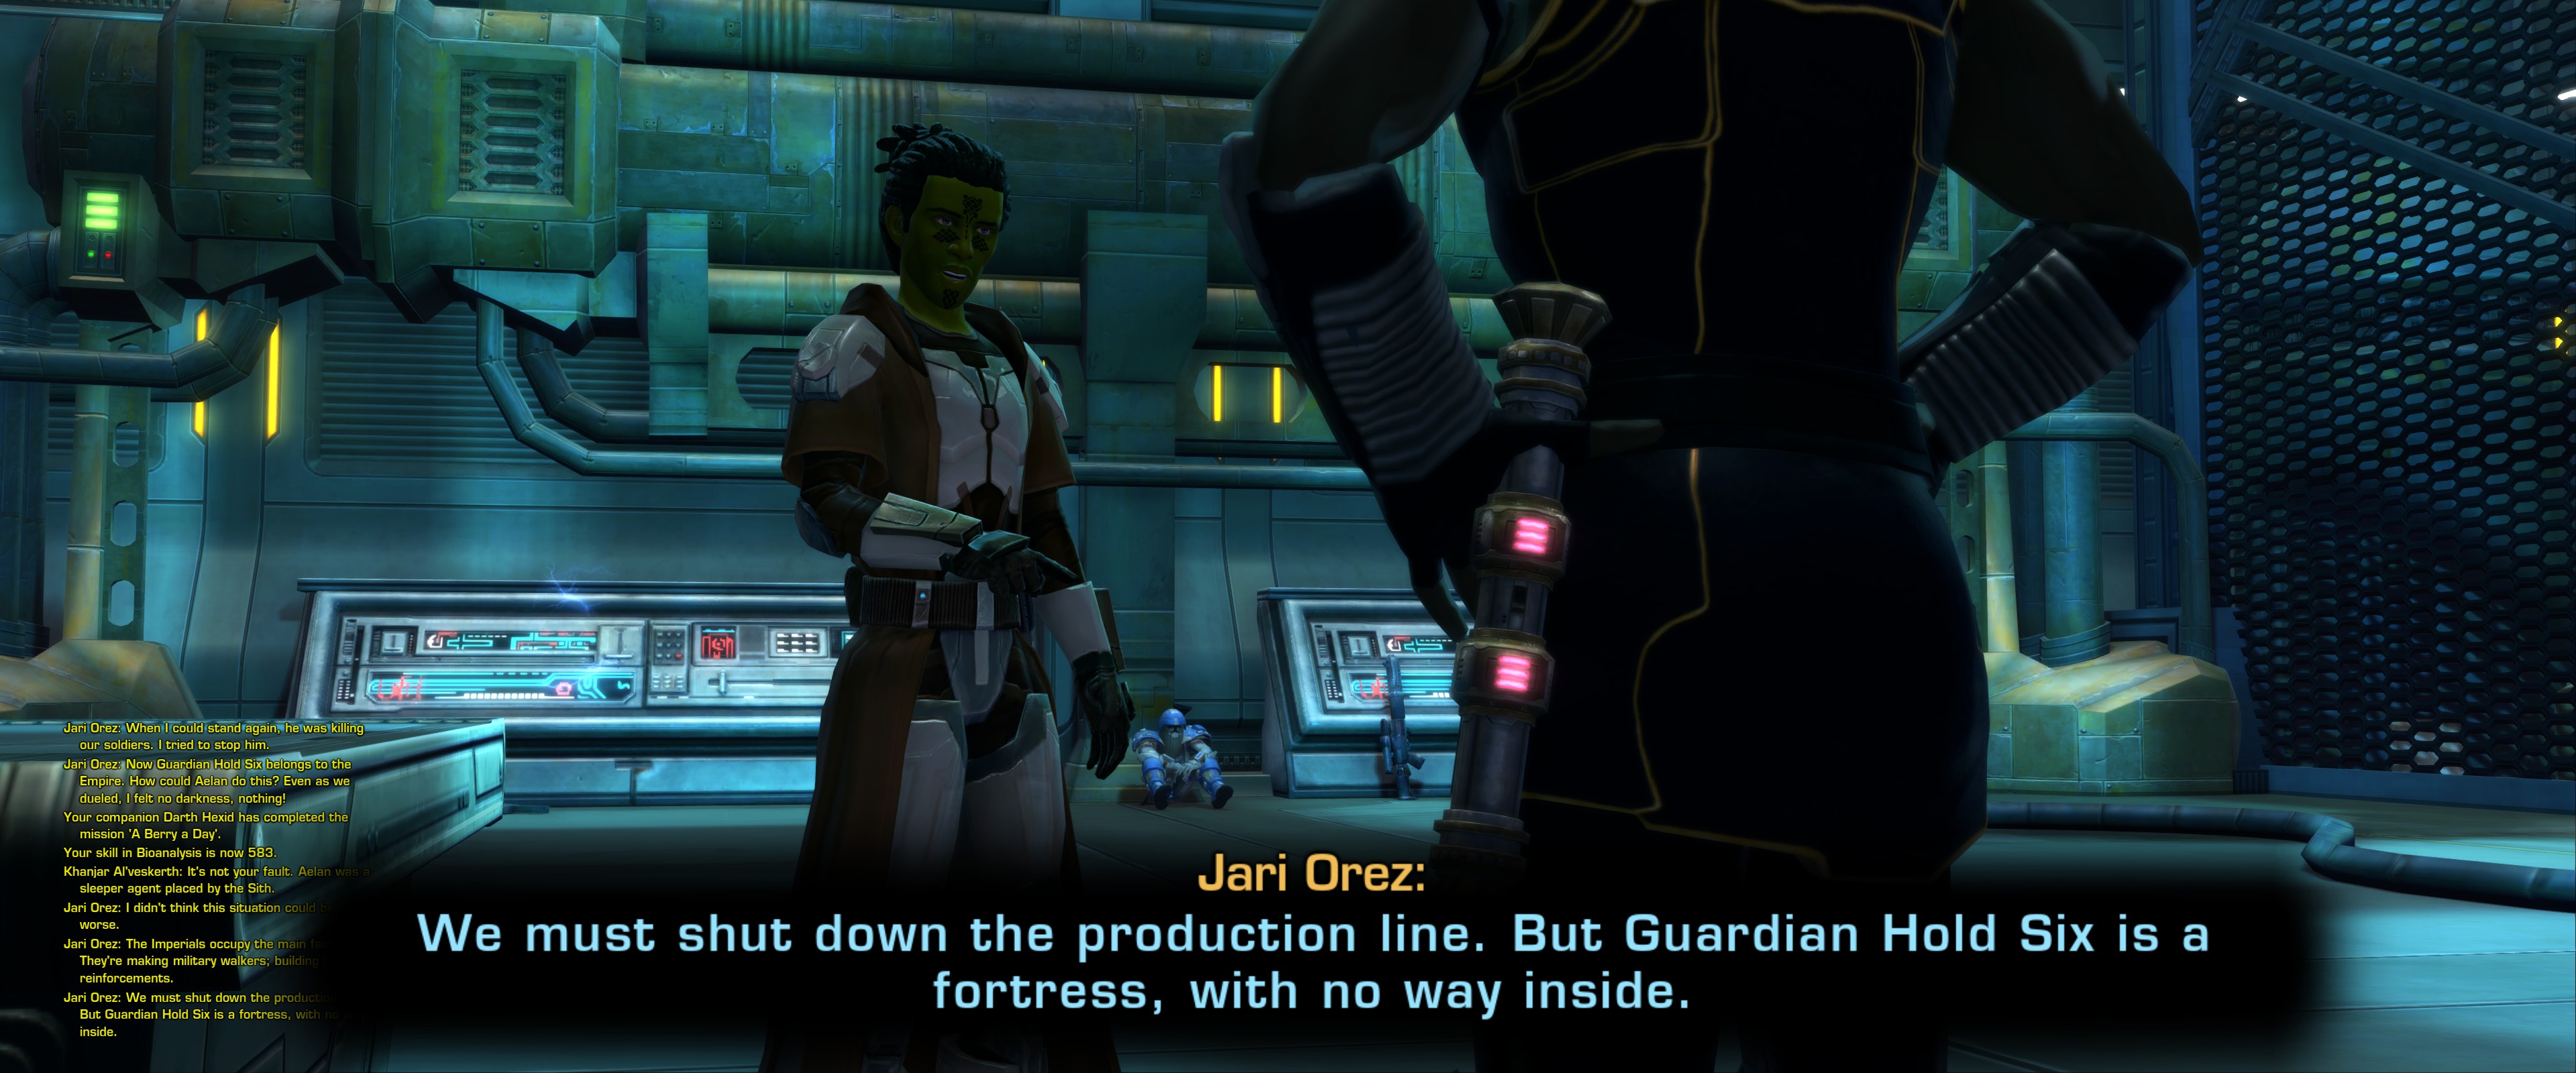 Jari Orez: When I could stand again, he was killing
our soldiers. I tried to stop him.
Jari Orez: Now Guardian Hold Six belongs to the
Empire. How could Aelan do this? Even as we
dueled, I felt no darkness, nothing!
Your companion Darth Hexid has completed the
mission 'A Berry a Day'.
Your skill in Bioanalysis is now 583.
Khanjar Al'veskerth: It's not your fault. Aelan was a
sleeper agent placed by the Sith.
Jari Orez: I didn't think this situation could
worse.
Jari Orez: The Imperials occupy the main
They're making military walkers; building
reinforcements.
Jari Orez: We must shut down the
But Guardian Hold Six is a fortress, with no
inside.
Jari Orez:
We must shut down the production line. But Guardian Hold Six is a
fortress, with no way inside.